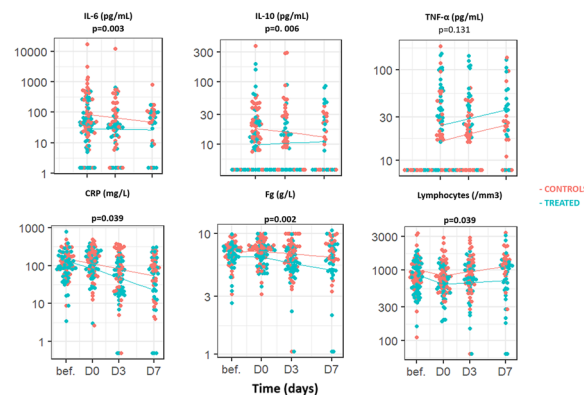 IL-6 (pg/mL)
p=0.003
10000
1000
100
10
1
IL-10 (pg/mL)
p=0. 006
300
100
30
10
TNF-α (pg/mL)
p=0.131
100
30
10
CRP (mg/L)
p=0.039
1000
100
10
1
bef. D0 D3 D7
Fg (g/L)
p=0.002
10
3
1
bef. D0 D3 D7
Lymphocytes (/mm3)
p=0.039
3000
1000
300
100
bef. D0 D3 D7
- CONTROLS
- TREATED
Time (days)